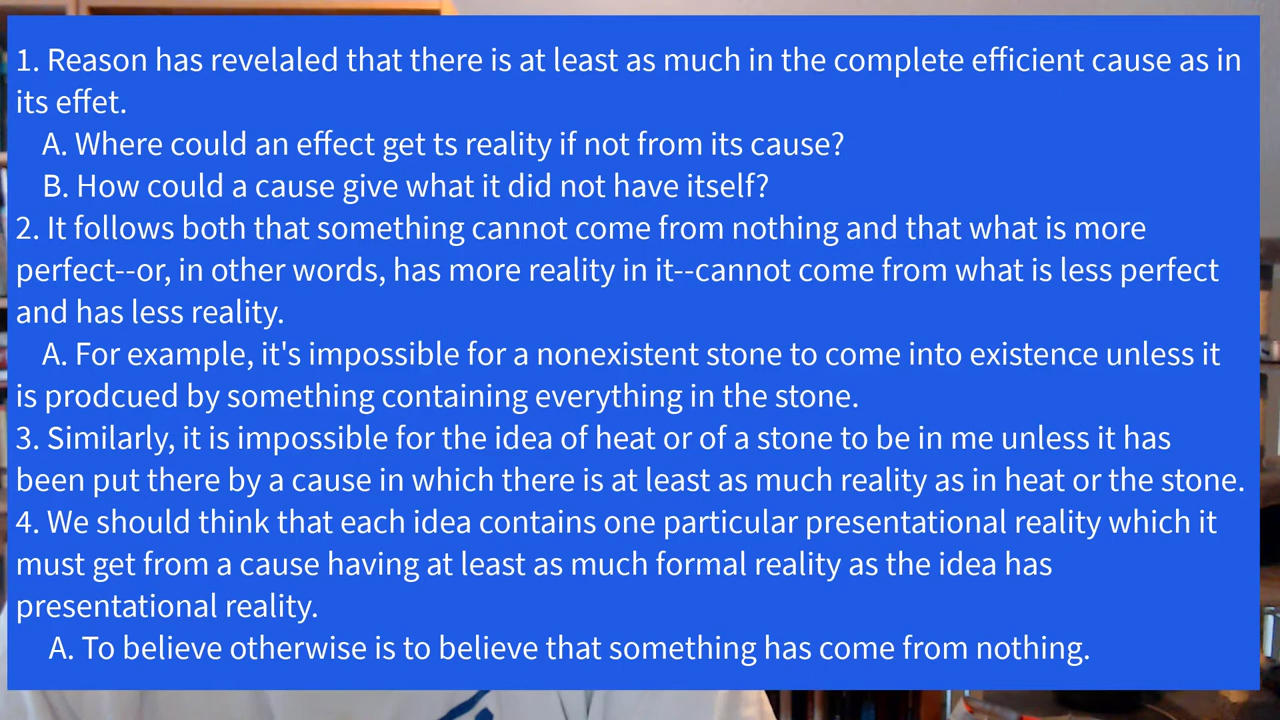 1. Reason has revelaled that there is at least as much in the complete efficient cause as in
its effet.
A. Where could an effect get ts reality if not from its cause?
B. How could a cause give what it did not have itself?
2. It follows both that something cannot come from nothing and that what is more
perfect--or, in other words, has more reality in it--cannot come from what is less perfect
and has less reality.
A. For example, it's impossible for a nonexistent stone to come into existence unless it
is prodcued by something containing everything in the stone.
3. Similarly, it is impossible for the idea of heat or of a stone to be in me unless it has
been put there by a cause in which there is at least as much reality as in heat or the stone.
4. We should think that each idea contains one particular presentational reality which it
must get from a cause having at least as much formal reality as the idea has
presentational reality.
A. To believe otherwise is to believe that something has come from nothing.